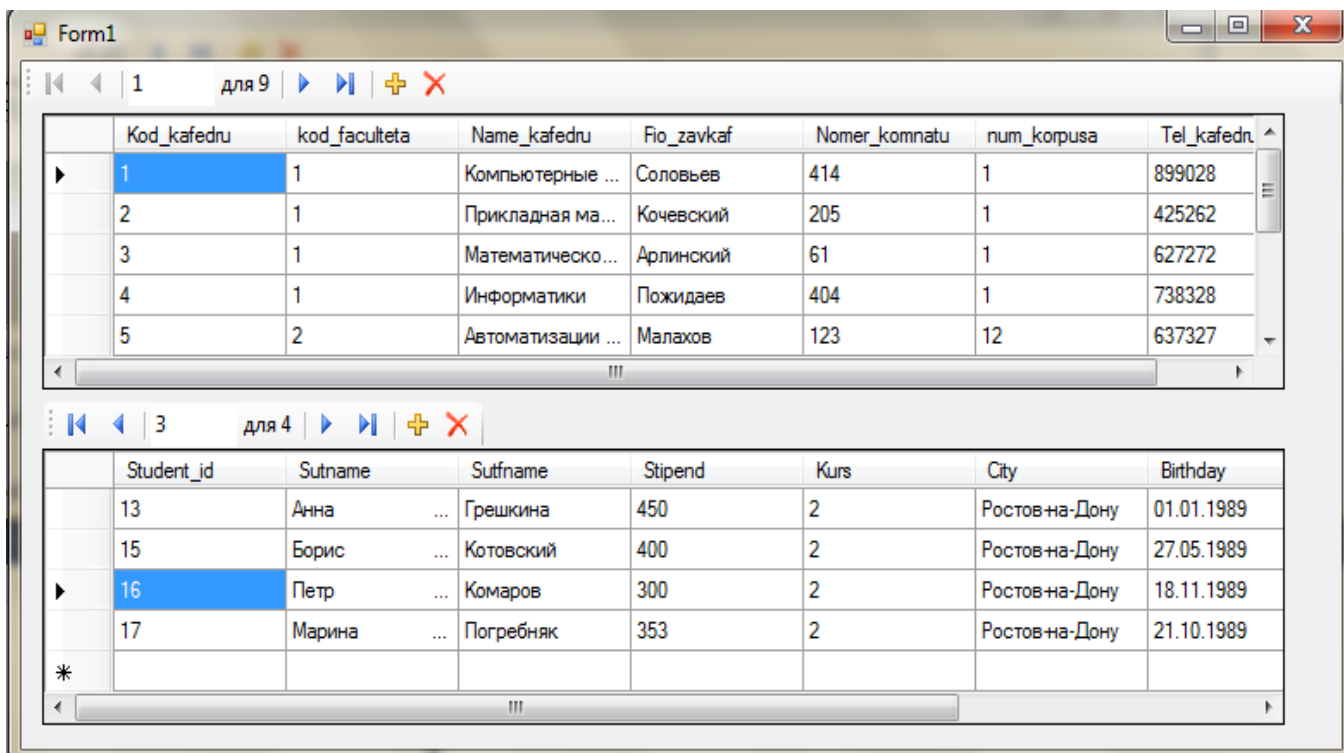 Form1
1 для 9
Kod_kafedru kod_faculteta Name_kafedru Fio_zavkaf Nomer_komnatu num_korpusa Tel_kafedru
1 1 Компьютерные ... Соловьев 414 1 899028
2 1 Прикладная ма... Кочевский 205 1 425262
3 1 Математическо... Арлинский 61 1 627272
4 1 Информатики Пожидаев 404 1 738328
5 2 Автоматизации ... Малахов 123 12 637327
3 для 4
Student_id Sutname Sutfname Stipend Kurs City Birthday
13 Анна ... Грешкина 450 2 Ростов-на-Дону 01.01.1989
15 Борис ... Котовский 400 2 Ростов-на-Дону 27.05.1989
16 Петр ... Комаров 300 2 Ростов-на-Дону 18.11.1989
17 Марина ... Погребняк 353 2 Ростов-на-Дону 21.10.1989